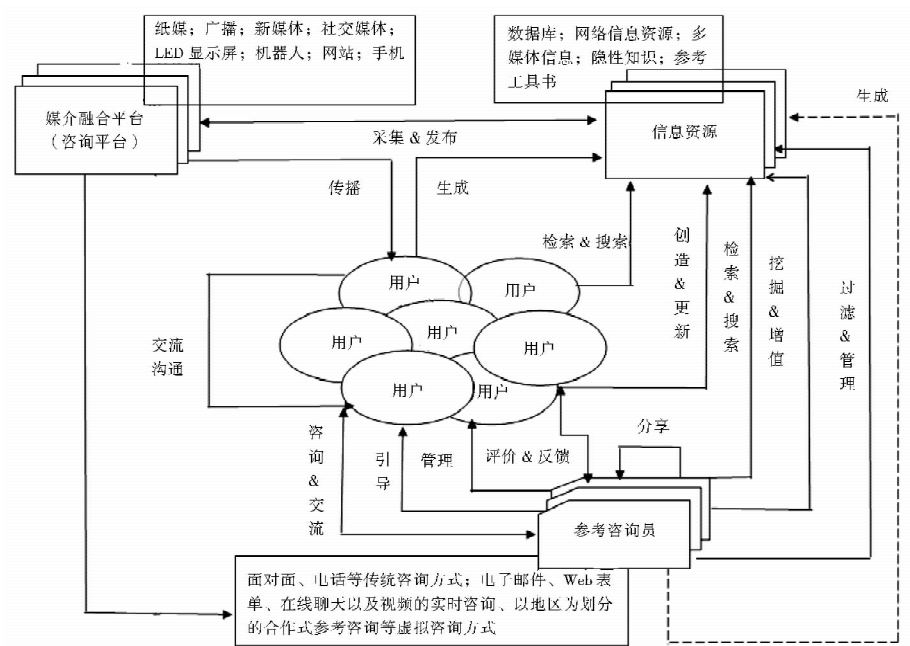 纸媒；广播；新媒体；社交媒体；
LED 显示屏；机器人；网站；手机
数据库；网络信息资源；多
媒体信息；隐性知识；参考
工具书
生成
媒介融合平台
（咨询平台）
采集 & 发布
信息资源
传播
生成
检索 & 搜索
创造&更新
检索&搜索
挖掘&增值
过滤&管理
用户
用户
用户
用户
用户
用户
用户
交流
沟通
咨询&交流
引导
管理
评价 & 反馈
分享
参考咨询员
面对面、电话等传统咨询方式；电子邮件、Web 表
单、在线聊天以及视频的实时咨询、以地区为划分
的合作式参考咨询等虚拟咨询方式